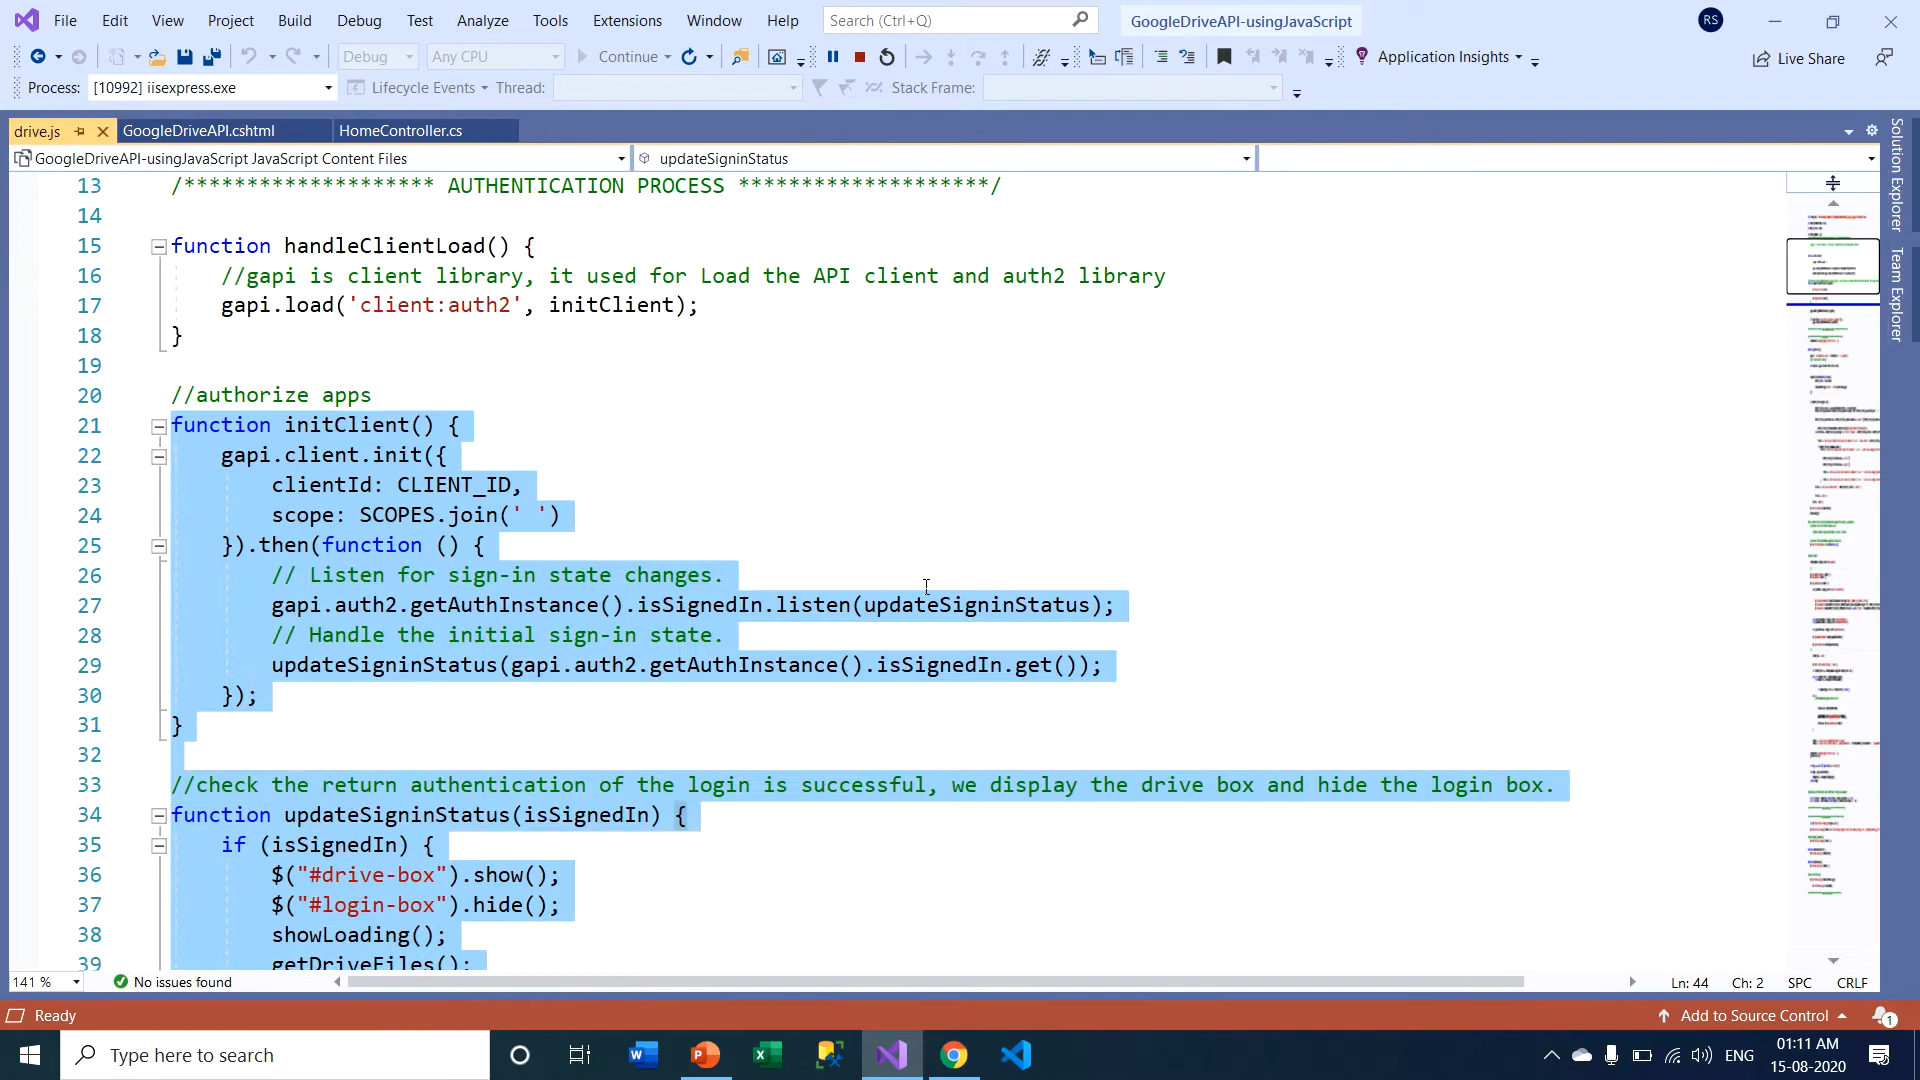 File Edit View Project Build Debug Test Analyze Tools Extensions Window Help Search (Ctrl+Q) GoogleDriveAPI-usingJavaScript RS
Debug Any CPU Continue Application Insights Live Share
Process: [10992] iisexpress.exe Lifecycle Events Thread: Stack Frame:
drive.js GoogleDriveAPI.cshtml HomeController.cs
GoogleDriveAPI-usingJavaScript JavaScript Content Files updateSigninStatus
Solution Explorer
Team Explorer
13 /******************** AUTHENTICATION PROCESS ********************/
14
15 function handleClientLoad() {
16 //gapi is client library, it used for Load the API client and auth2 library
17 gapi.load('client:auth2', initClient);
18 }
19
20 //authorize apps
21 function initClient() {
22 gapi.client.init({
23 clientId: CLIENT_ID,
24 scope: SCOPES.join(' ')
25 }).then(function () {
26 // Listen for sign-in state changes.
27 gapi.auth2.getAuthInstance().isSignedIn.listen(updateSigninStatus);
28 // Handle the initial sign-in state.
29 updateSigninStatus(gapi.auth2.getAuthInstance().isSignedIn.get());
30 });
31 }
32
33 //check the return authentication of the login is successful, we display the drive box and hide the login box.
34 function updateSigninStatus(isSignedIn) {
35 if (isSignedIn) {
36 $("#drive-box").show();
37 $("#login-box").hide();
38 showLoading();
39 getDriveFiles();
141 % No issues found Ln: 44 Ch: 2 SPC CRLF
Ready Add to Source Control 1
Type here to search ENG 01:11 AM
15-08-2020